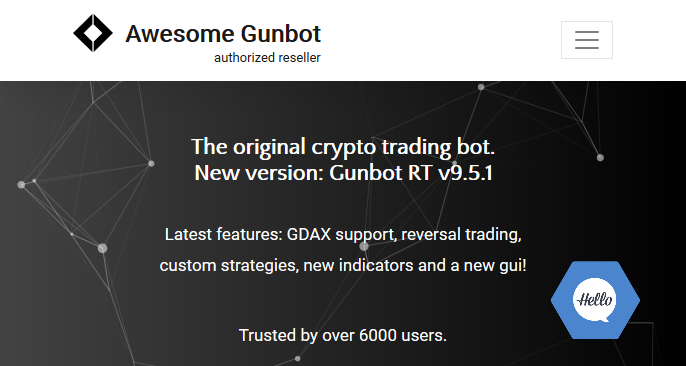 Awesome Gunbot
authorized reseller
The original crypto trading bot.
New version: Gunbot RT v9.5.1
Latest features: GDAX support, reversal trading,
custom strategies, new indicators and a new gui!
Hello
Trusted by over 6000 users.